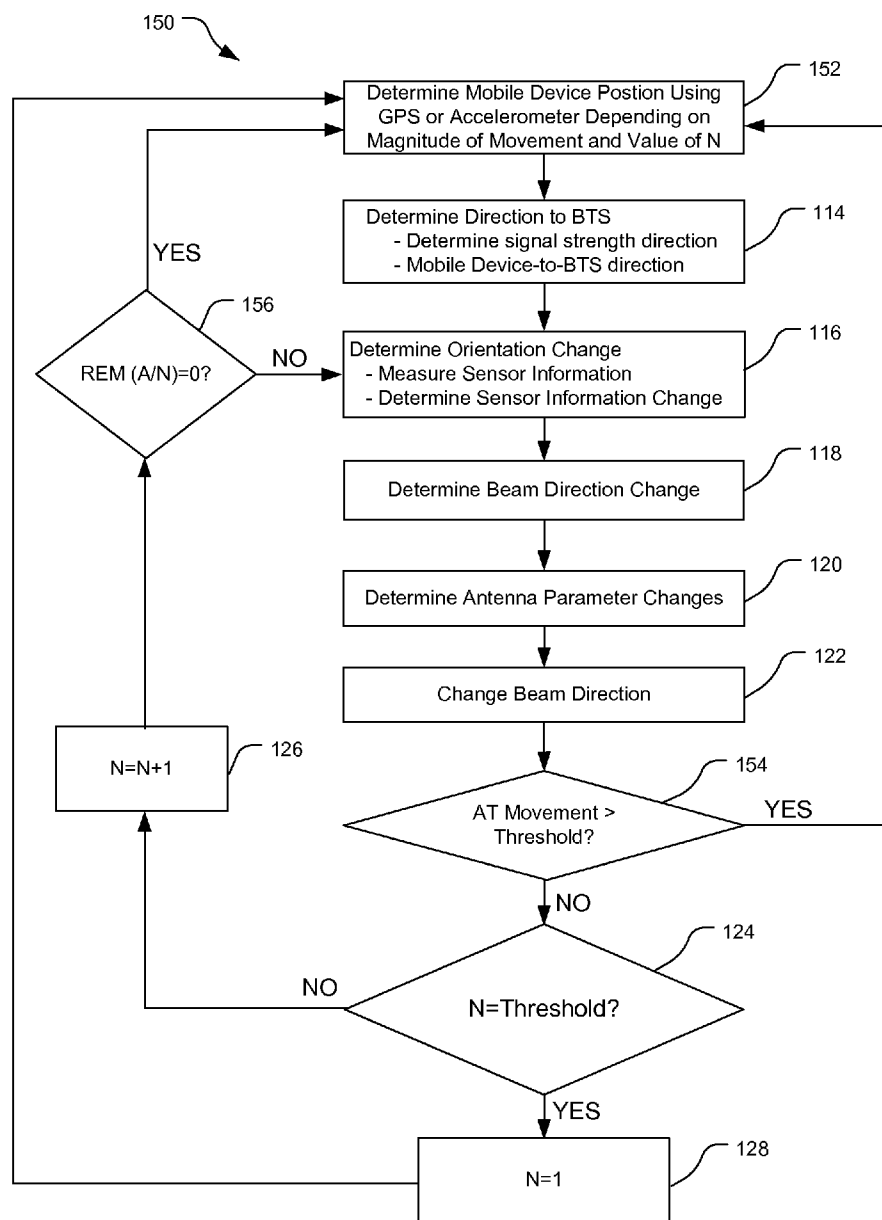 150
152
Determine Mobile Device Postion Using
GPS or Accelerometer Depending on
Magnitude of Movement and Value of N
Determine Direction to BTS
- Determine signal strength direction
- Mobile Device-to-BTS direction
114
YES
156
REM (A/N)=0?
NO
Determine Orientation Change
- Measure Sensor Information
- Determine Sensor Information Change
116
Determine Beam Direction Change
118
Determine Antenna Parameter Changes
120
Change Beam Direction
122
N=N+1
126
AT Movement >
Threshold?
154
YES
NO
N=Threshold?
124
NO
YES
N=1
128